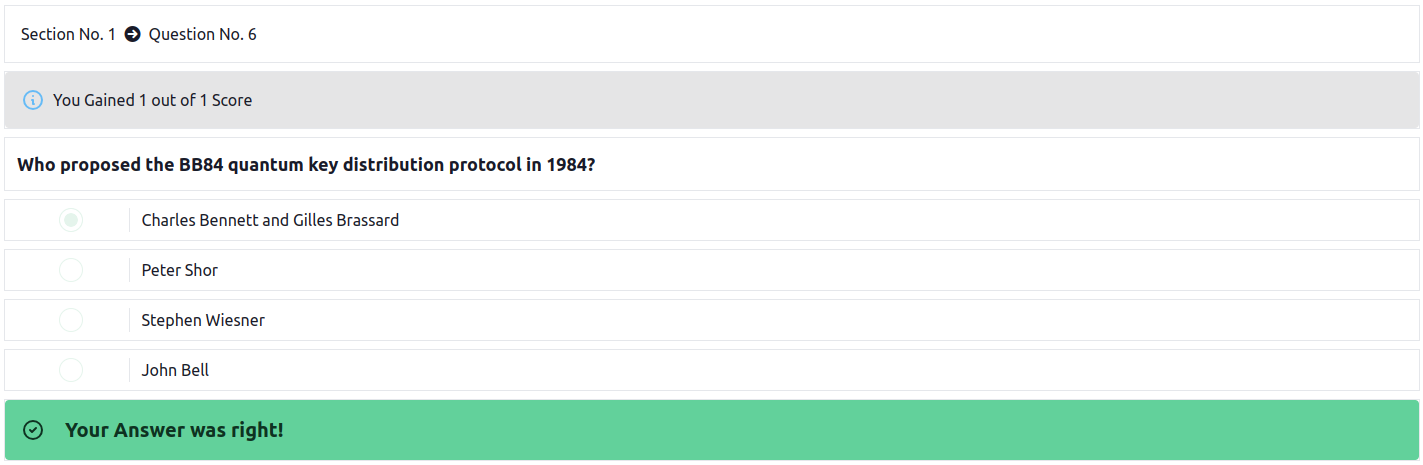 Section No. 1 Question No. 6
You Gained 1 out of 1 Score
Who proposed the BB84 quantum key distribution protocol in 1984?
Charles Bennett and Gilles Brassard
Peter Shor
Stephen Wiesner
John Bell
Your Answer was right!